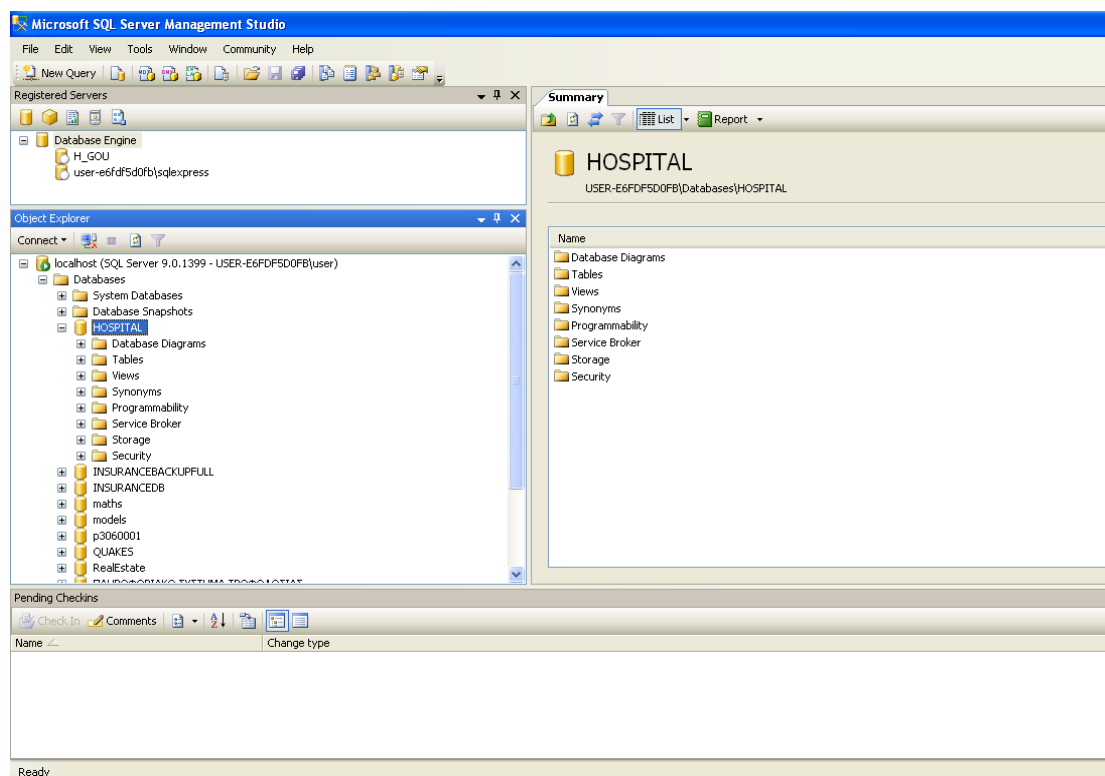 Microsoft SQL Server Management Studio
File Edit View Tools Window Community Help
New Query
Registered Servers
Database Engine
H_GOU
user-e6fdf5d0fb\sqlexpress
Object Explorer
Connect
localhost (SQL Server 9.0.1399 - USER-E6FDF5D0FB\user)
Databases
System Databases
Database Snapshots
HOSPITAL
Database Diagrams
Tables
Views
Synonyms
Programmability
Service Broker
Storage
Security
INSURANCEBACKUPFULL
INSURANCEDB
maths
models
p3060001
QUAKES
RealEstate
Summary
List Report
HOSPITAL
USER-E6FDF5D0FB\Databases\HOSPITAL
Name
Database Diagrams
Tables
Views
Synonyms
Programmability
Service Broker
Storage
Security
Pending Checkins
Check In Comments
Name Change type
Ready